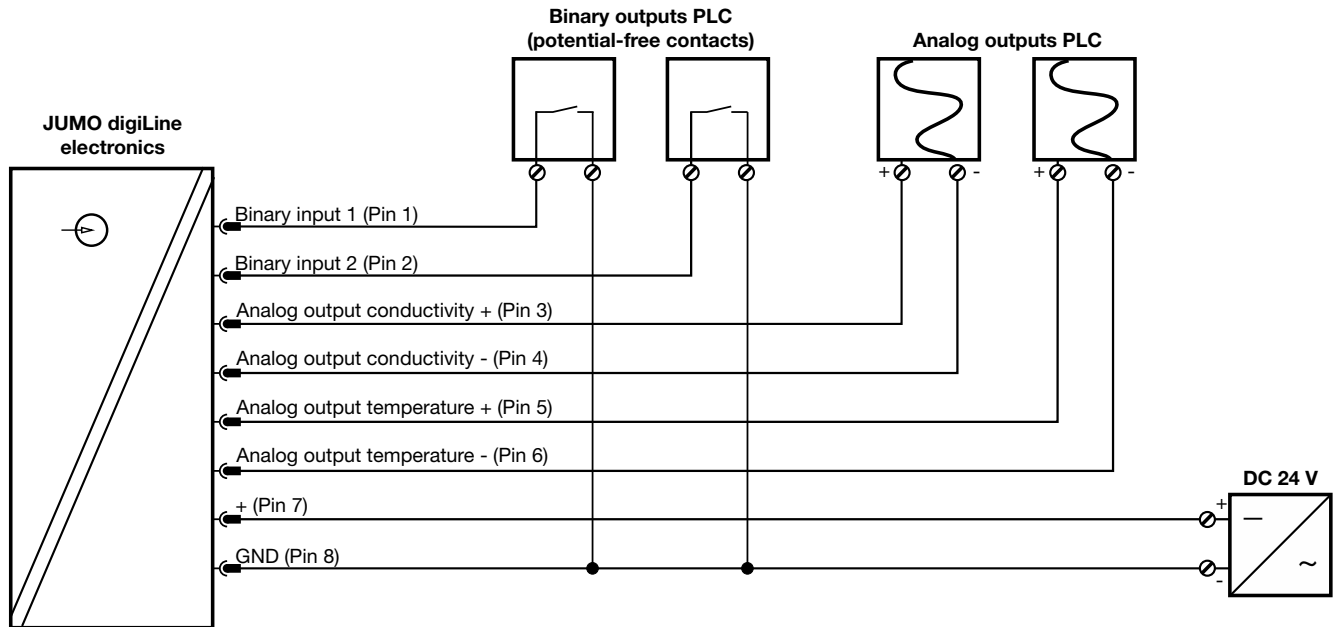 Binary outputs PLC
(potential-free contacts)
Analog outputs PLC
JUMO digiLine
electronics
+ - + -
Binary input 1 (Pin 1)
Binary input 2 (Pin 2)
Analog output conductivity + (Pin 3)
Analog output conductivity - (Pin 4)
Analog output temperature + (Pin 5)
Analog output temperature - (Pin 6)
DC 24 V
+ (Pin 7)
+
GND (Pin 8)
-
~